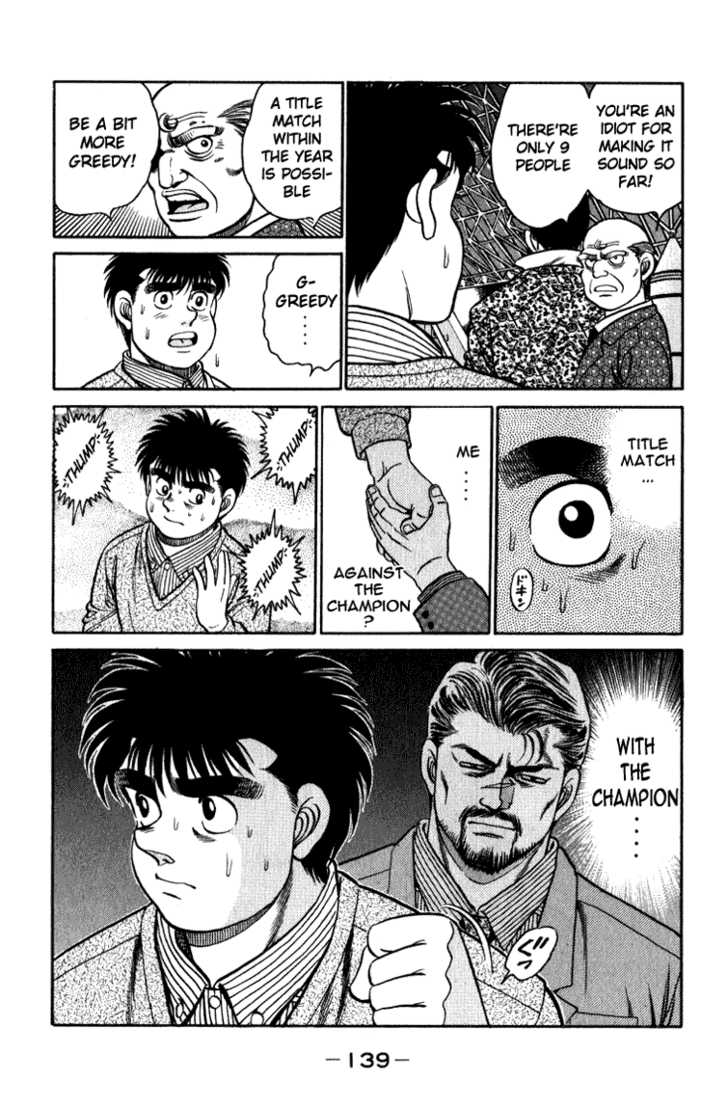 YOU'RE AN
IDIOT FOR
MAKING IT
SOUND SO
FAR!
THERE'RE
ONLY 9
PEOPLE
A TITLE
MATCH
WITHIN
THE YEAR
IS POSSI-
BLE
BE A BIT
MORE
GREEDY!
G-
GREEDY
....
TITLE
MATCH
...
ドキン
ME
....
AGAINST
THE
CHAMPION
?
THUMP
THUMP
THUMP
WITH
THE
CHAMPION
....
ぐっ
- 139 -